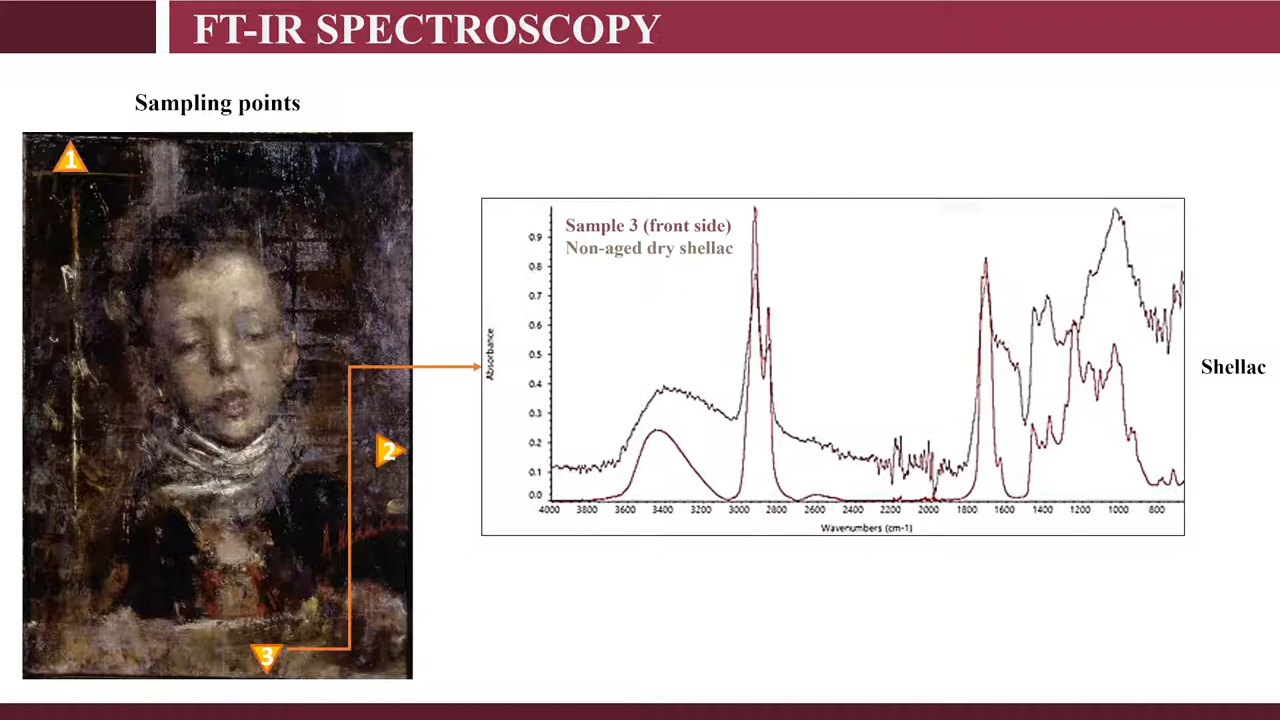 FT-IR SPECTROSCOPY
Sampling points
1
2
3
Sample 3 (front side)
Non-aged dry shellac
Absorbance
0.9
0.8
0.7
0.6
0.5
0.4
0.3
0.2
0.1
0.0
4000 3800 3600 3400 3200 3000 2800 2600 2400 2200 2000 1800 1600 1400 1200 1000 800
Wavenumbers (cm-1)
Shellac